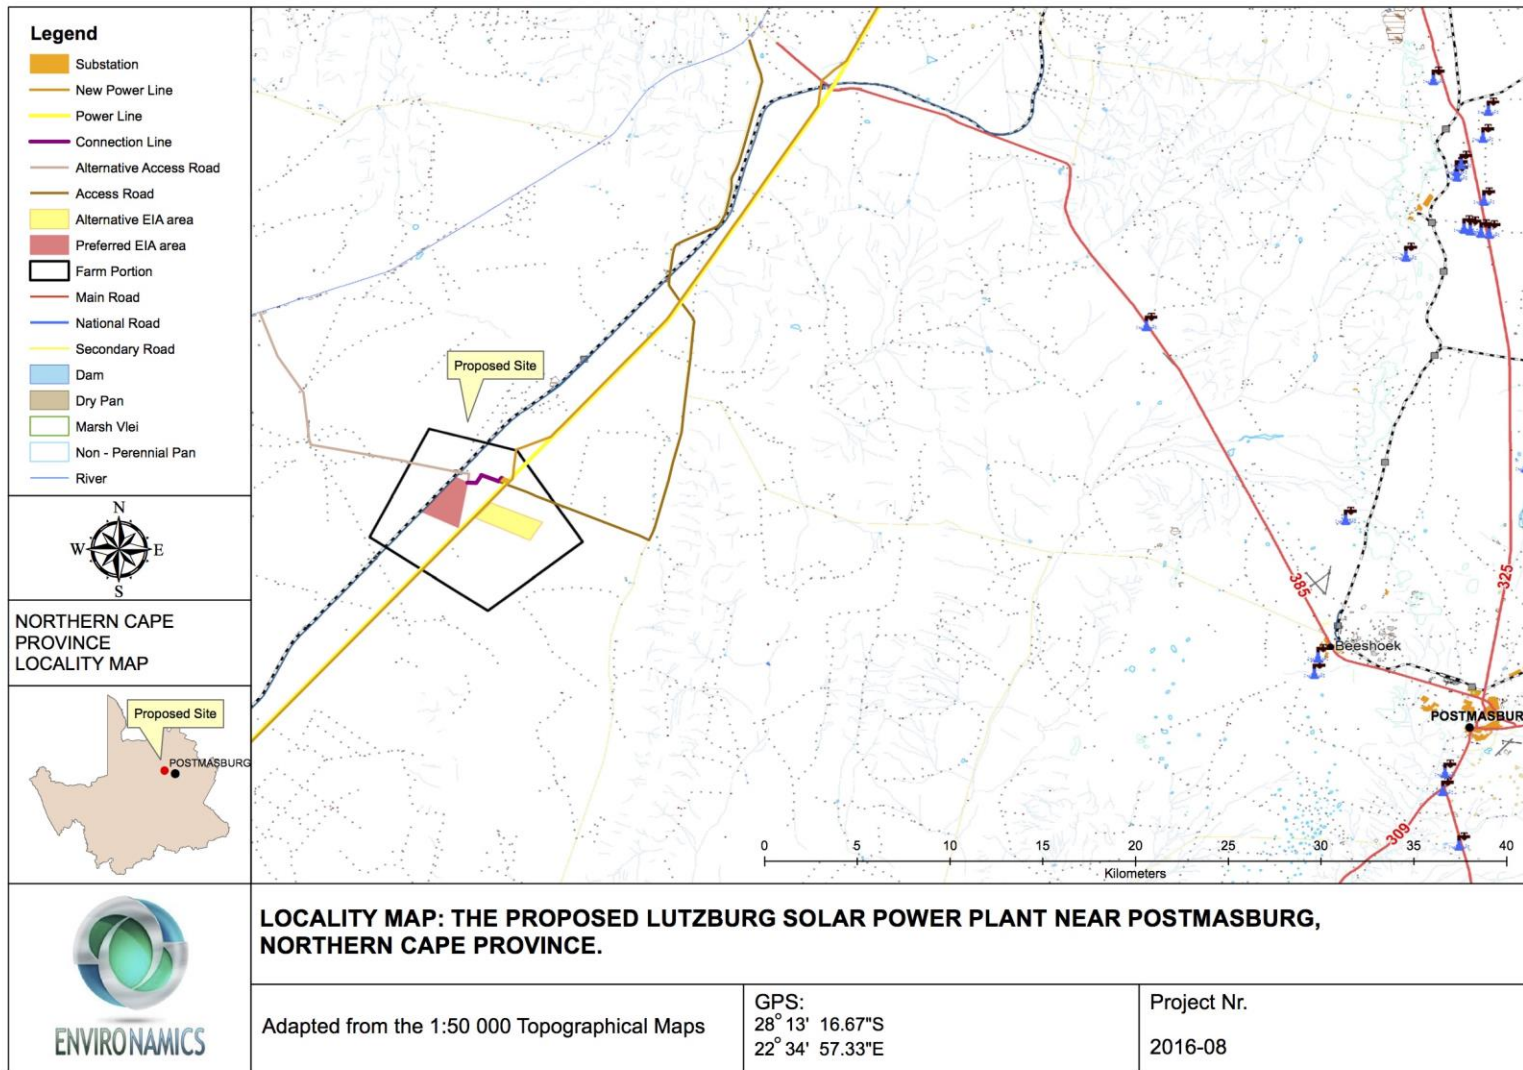 Legend
Substation
New Power Line
Power Line
Connection Line
Alternative Access Road
Access Road
Alternative EIA area
Preferred EIA area
Farm Portion
Main Road
National Road
Secondary Road
Dam
Dry Pan
Marsh Vlei
Non - Perennial Pan
River
N
W E
S
NORTHERN CAPE
PROVINCE
LOCALITY MAP
Proposed Site
POSTMASBURG
ENVIRONAMICS
Proposed Site
385
325
Beeshoek
POSTMASBUR
309
0 5 10 15 20 25 30 35 40
Kilometers
LOCALITY MAP: THE PROPOSED LUTZBURG SOLAR POWER PLANT NEAR POSTMASBURG,
NORTHERN CAPE PROVINCE.
Adapted from the 1:50 000 Topographical Maps
GPS:
28° 13' 16.67"S
22° 34' 57.33"E
Project Nr.
2016-08